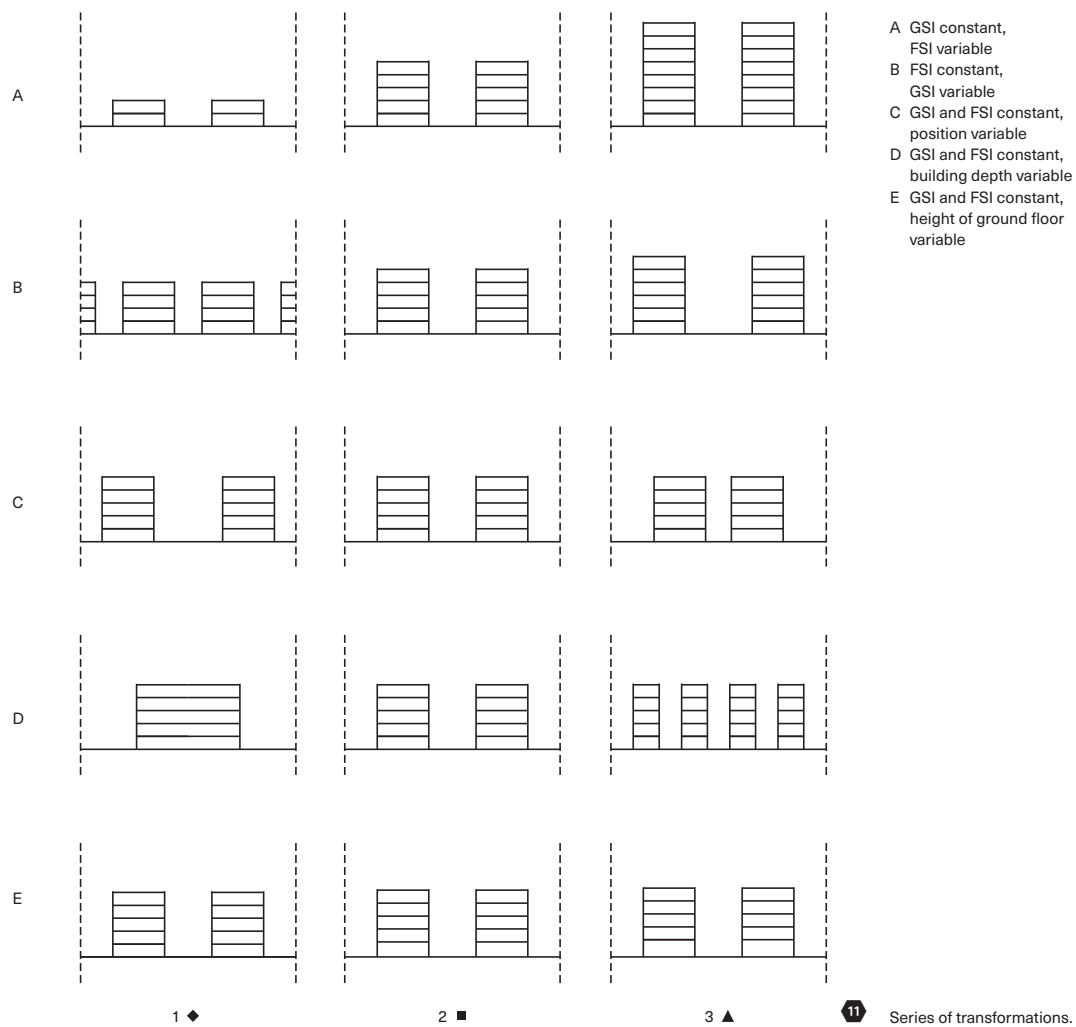 A
B
C
D
E
1 ◆
2 ■
3 ▲
A GSI constant,
FSI variable
B FSI constant,
GSI variable
C GSI and FSI constant,
position variable
D GSI and FSI constant,
building depth variable
E GSI and FSI constant,
height of ground floor
variable
11 Series of transformations.